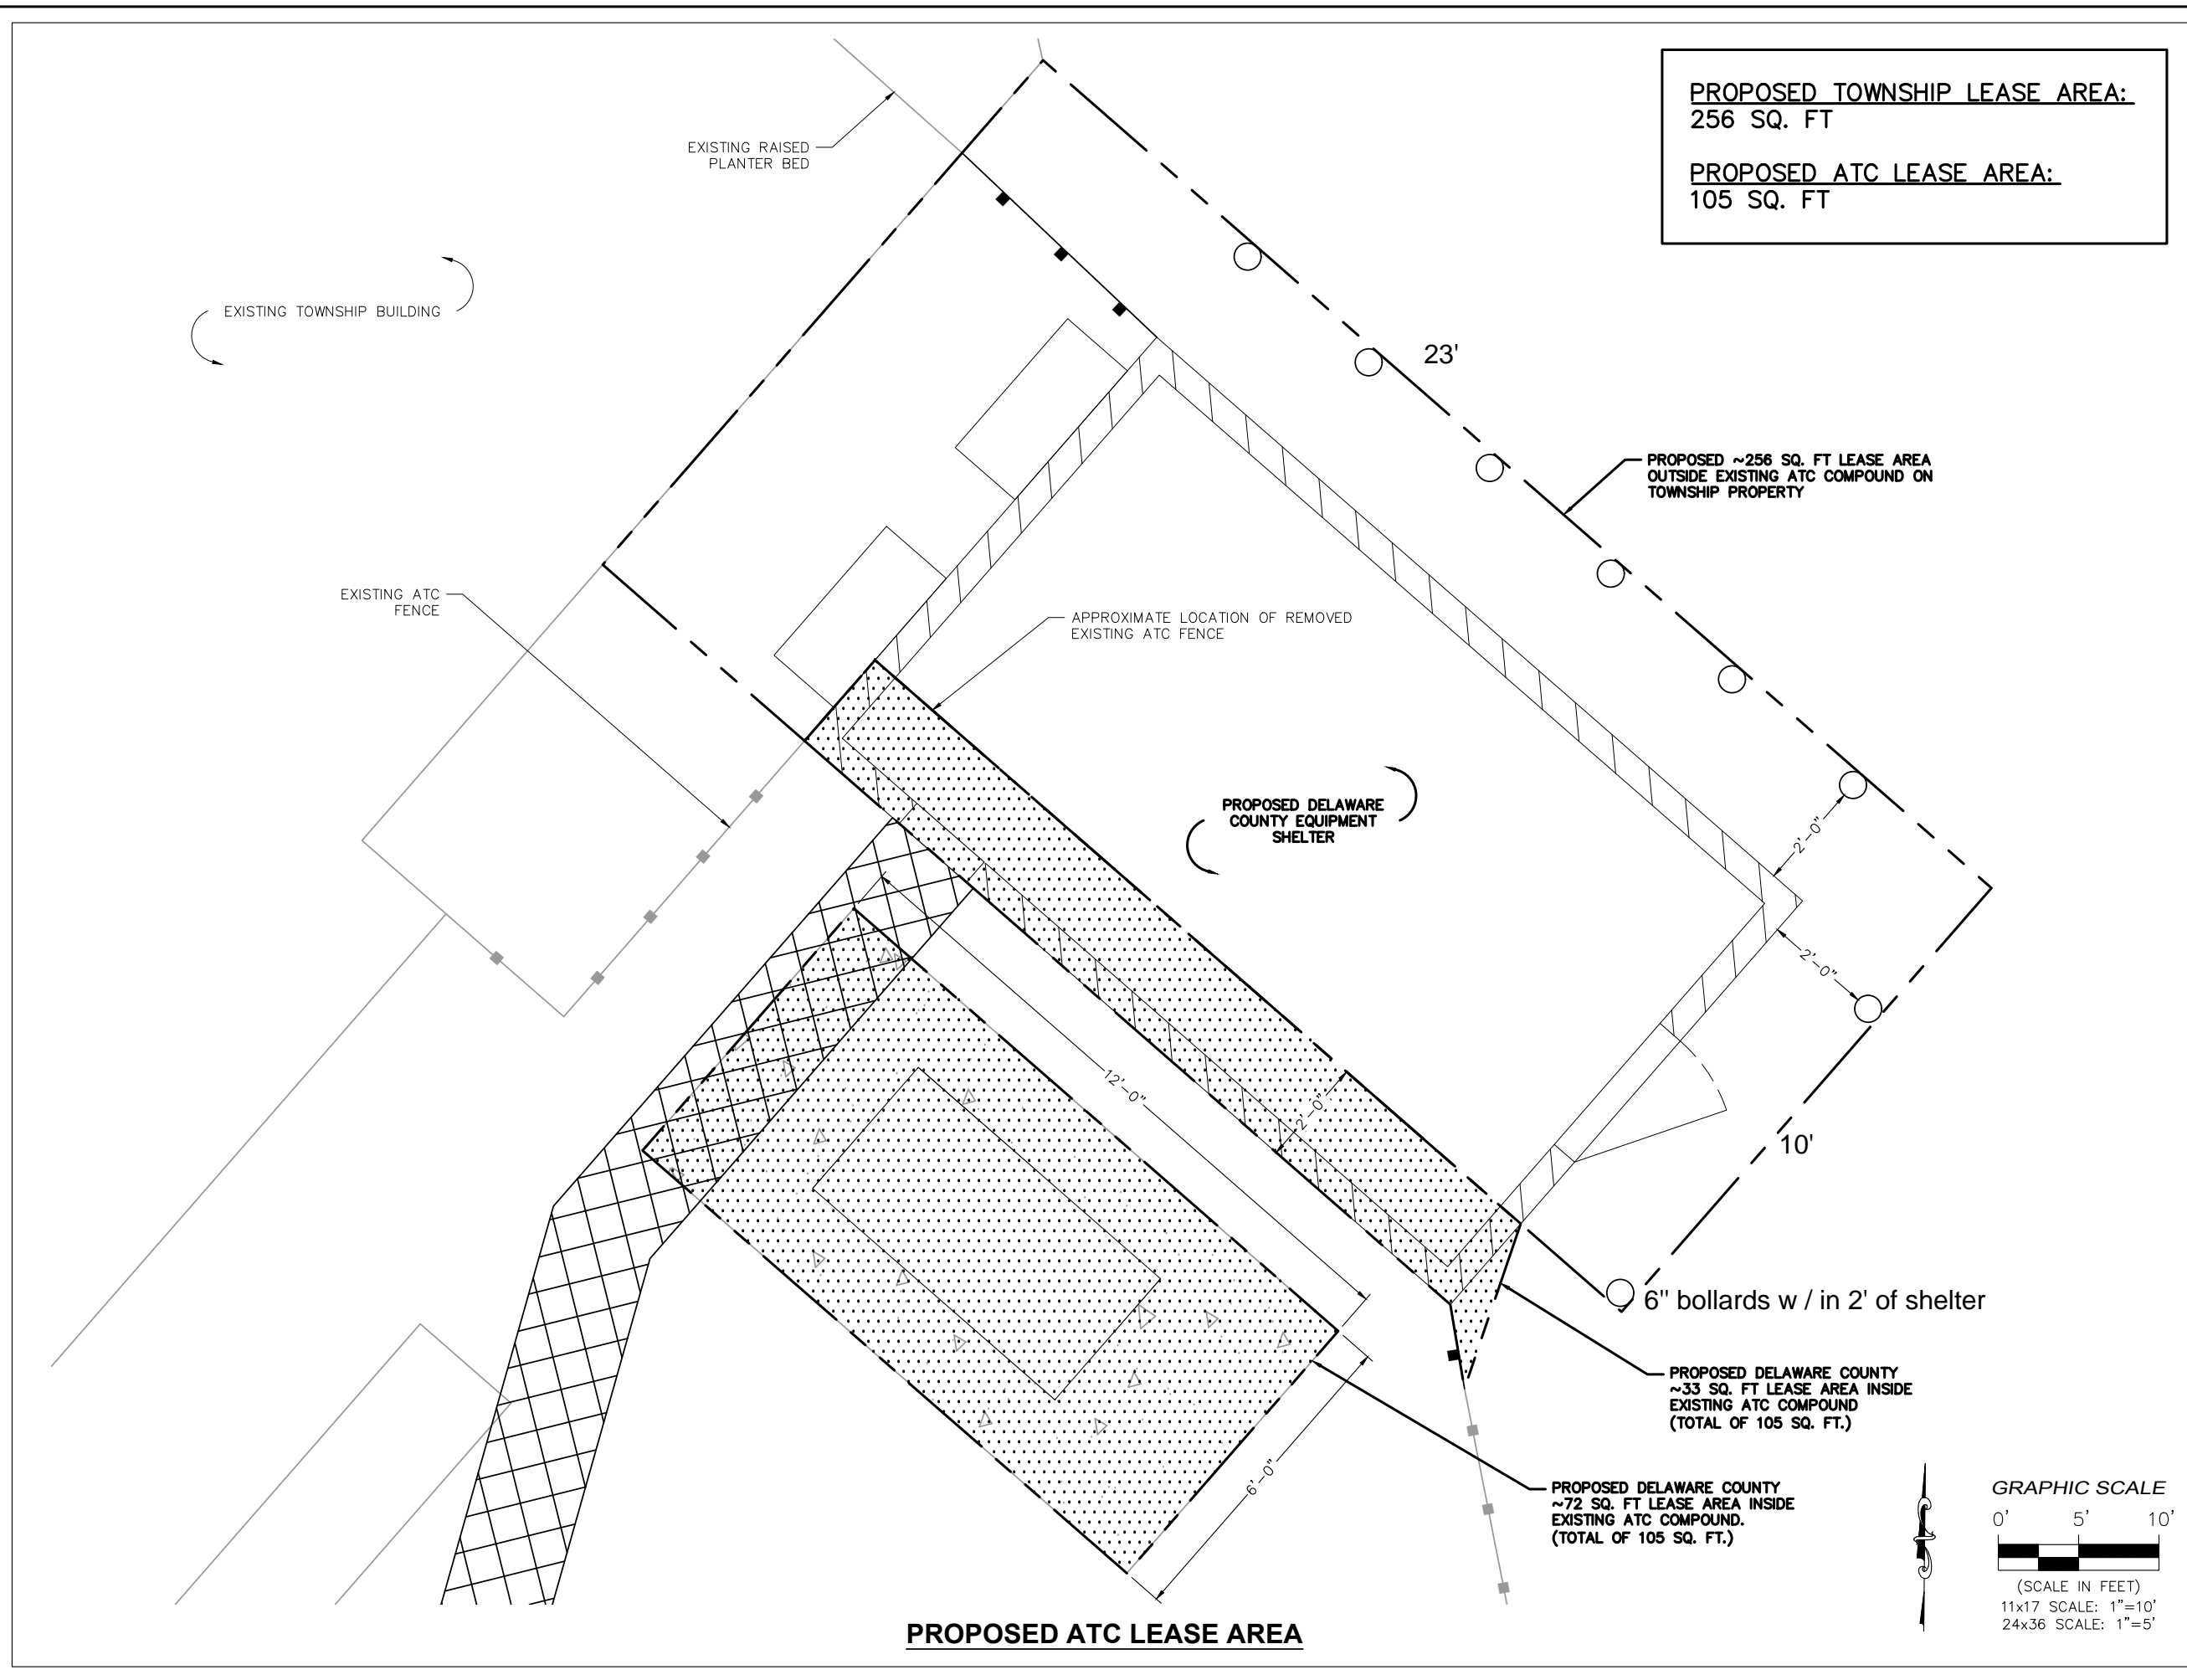 PROPOSED TOWNSHIP LEASE AREA:
256 SQ. FT
PROPOSED ATC LEASE AREA:
105 SQ. FT
EXISTING RAISED
PLANTER BED
EXISTING TOWNSHIP BUILDING
23'
PROPOSED ~256 SQ. FT LEASE AREA
OUTSIDE EXISTING ATC COMPOUND ON
TOWNSHIP PROPERTY
EXISTING ATC
FENCE
APPROXIMATE LOCATION OF REMOVED
EXISTING ATC FENCE
PROPOSED DELAWARE
COUNTY EQUIPMENT
SHELTER
2'-0"
2'-0"
12'-0"
2'-0"
10'
6" bollards w / in 2' of shelter
PROPOSED DELAWARE COUNTY
~33 SQ. FT LEASE AREA INSIDE
EXISTING ATC COMPOUND
(TOTAL OF 105 SQ. FT.)
6'-0"
PROPOSED DELAWARE COUNTY
~72 SQ. FT LEASE AREA INSIDE
EXISTING ATC COMPOUND.
(TOTAL OF 105 SQ. FT.)
GRAPHIC SCALE
0' 5' 10'
(SCALE IN FEET)
11x17 SCALE: 1"=10'
24x36 SCALE: 1"=5'
PROPOSED ATC LEASE AREA